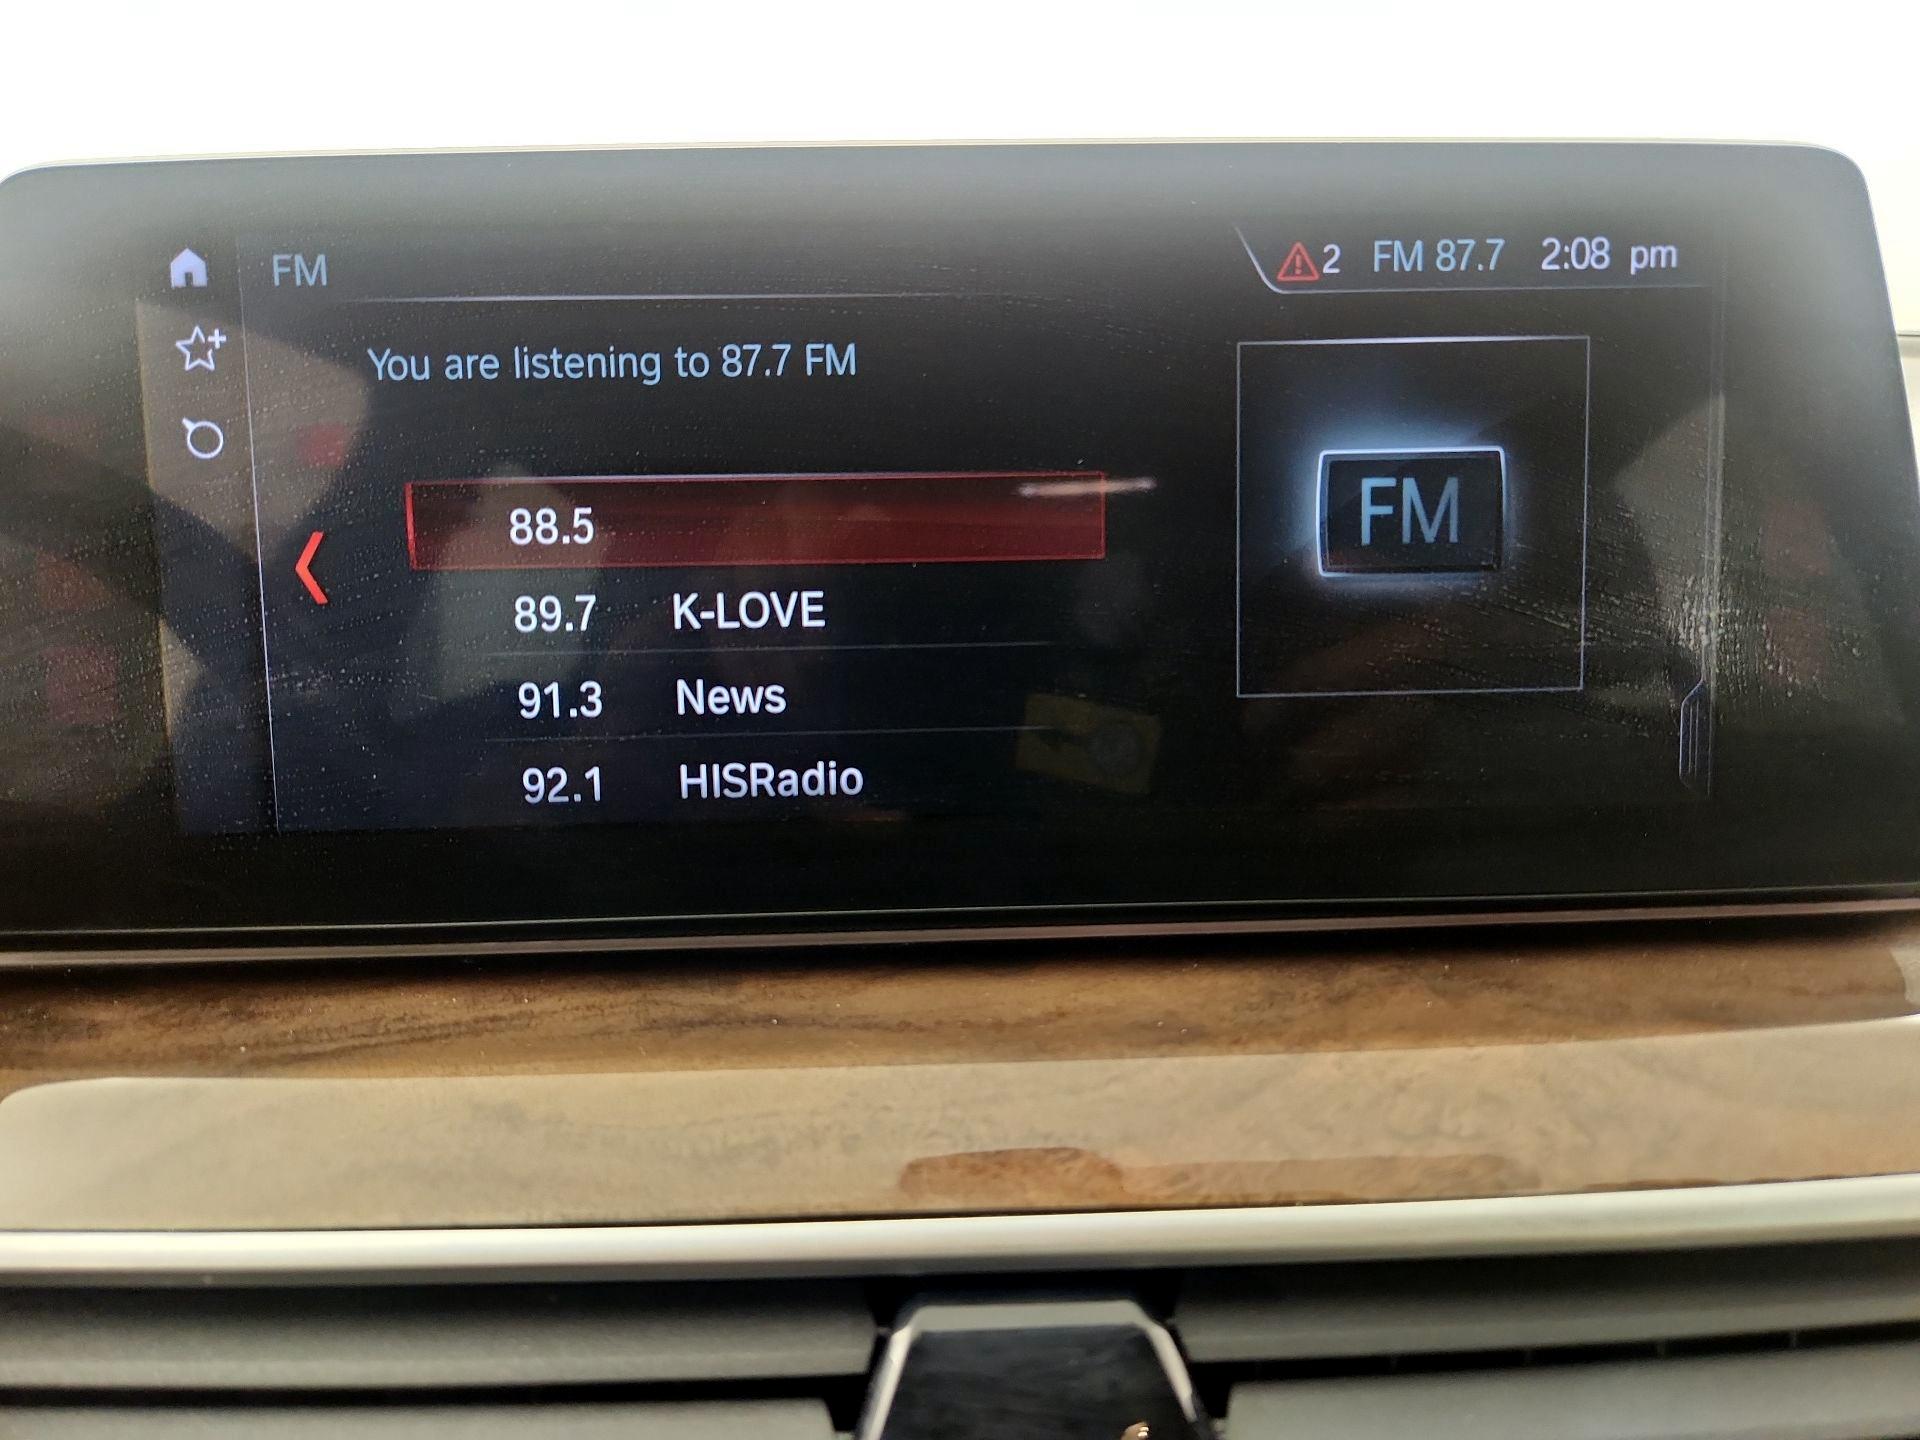 FM
2 FM 87.7 2:08 pm
You are listening to 87.7 FM
FM
88.5
89.7 K-LOVE
91.3 News
92.1 HISRadio